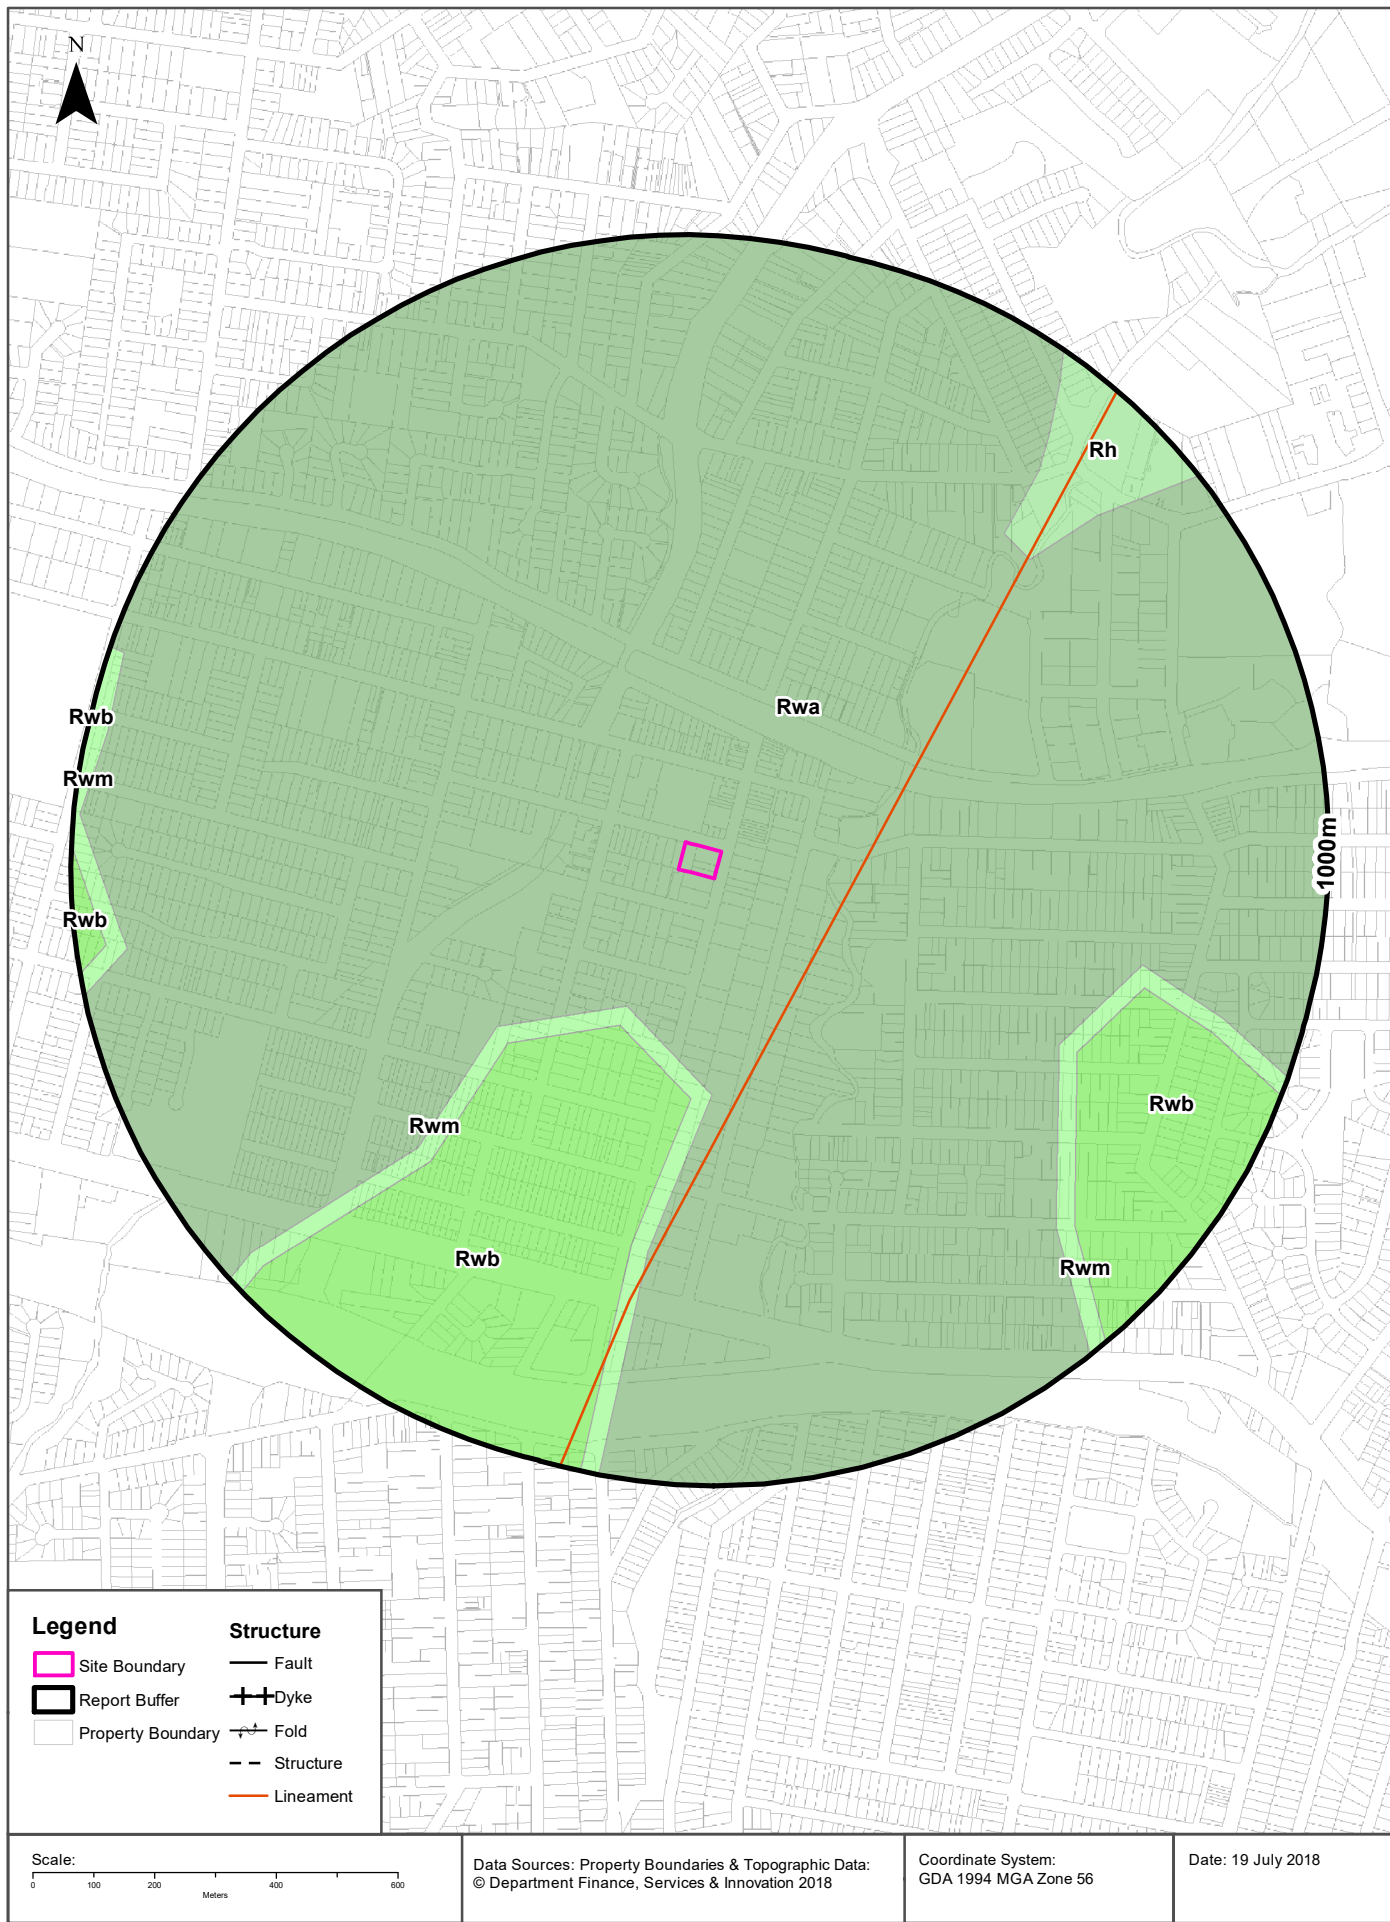 N
Rh
Rwa
Rwb
Rwm
1000m
Rwb
Rwb
Rwm
Rwb
Rwm
Legend
Site Boundary
Report Buffer
Property Boundary
Structure
Fault
Dyke
Fold
Structure
Lineament
Scale:
0 100 200 400 600
Meters
Data Sources: Property Boundaries & Topographic Data:
© Department Finance, Services & Innovation 2018
Coordinate System:
GDA 1994 MGA Zone 56
Date: 19 July 2018